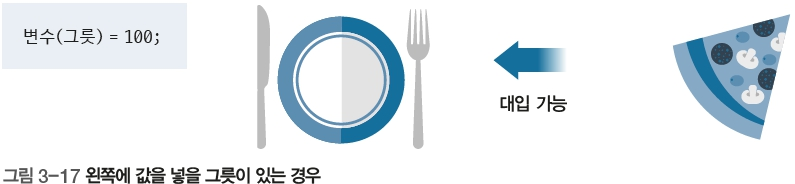 변수(그릇) = 100;
대입 가능
그림 3-17 왼쪽에 값을 넣을 그릇이 있는 경우